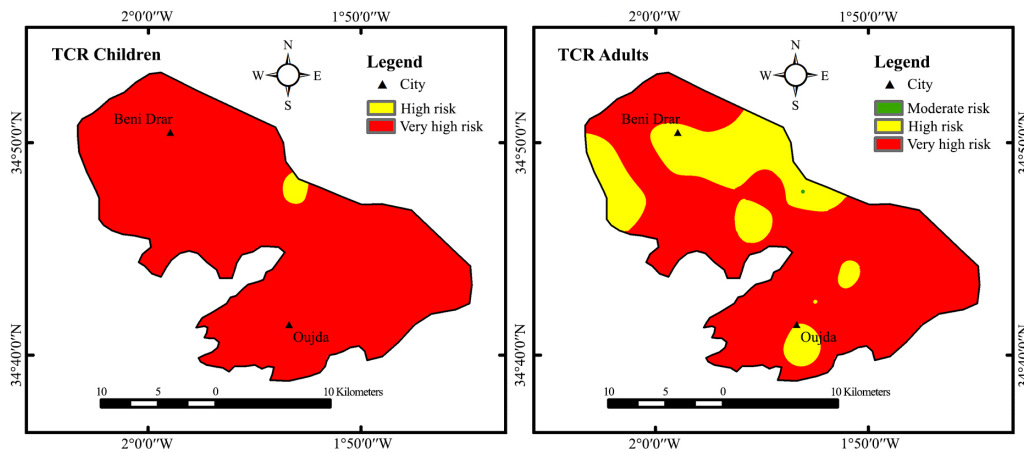 2°0'0"W 1°50'0"W 2°0'0"W 1°50'0"W
TCR Children
N
W E
S
Legend
City
High risk
Very high risk
Beni Drar
Oujda
34°50'0"N
34°40'0"N
10 5 0 10 Kilometers
TCR Adults
N
W E
S
Legend
City
Moderate risk
High risk
Very high risk
Beni Drar
Oujda
34°50'0"N
34°40'0"N
10 5 0 10 Kilometers
2°0'0"W 1°50'0"W 2°0'0"W 1°50'0"W